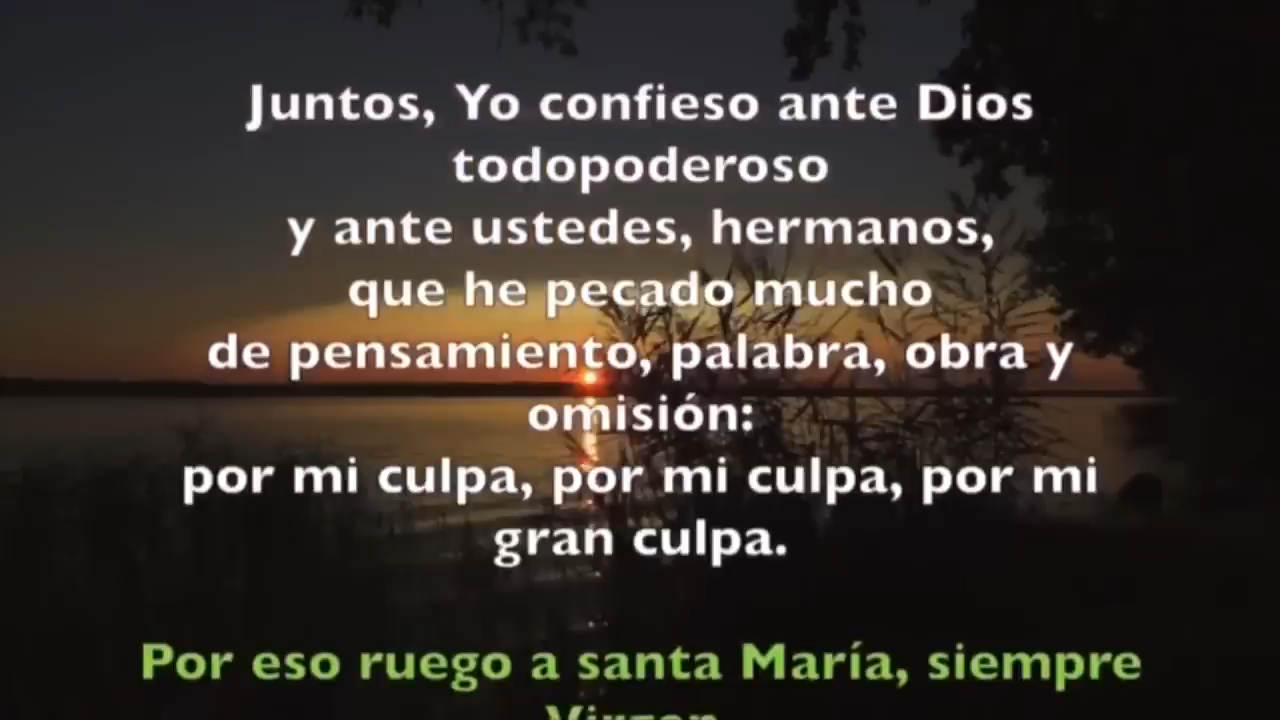 Juntos, Yo confieso ante Dios
todopoderoso
y ante ustedes, hermanos,
que he pecado mucho
de pensamiento, palabra, obra y
omisión:
por mi culpa, por mi culpa, por mi
gran culpa.
Por eso ruego a santa María, siempre
Virgen